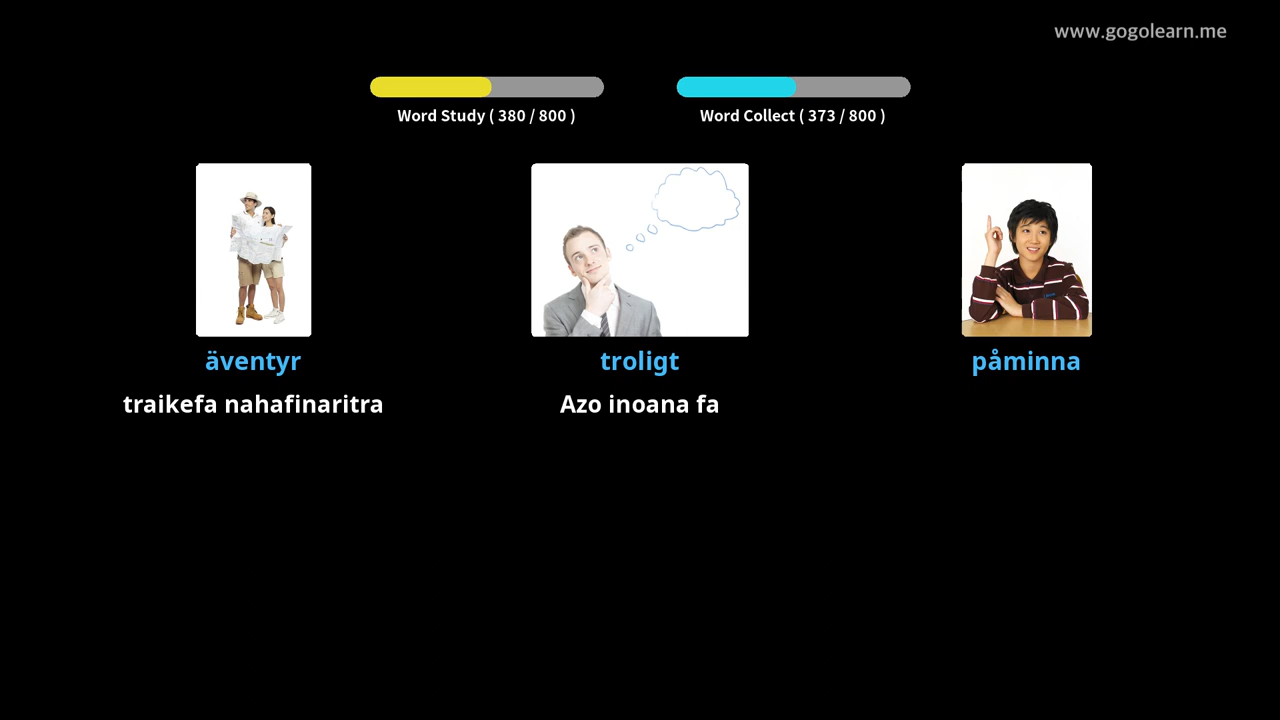 www.gogolearn.me
Word Study ( 380 / 800 )
Word Collect ( 373 / 800 )
äventyr
troligt
påminna
traikefa nahafinaritra
Azo inoana fa